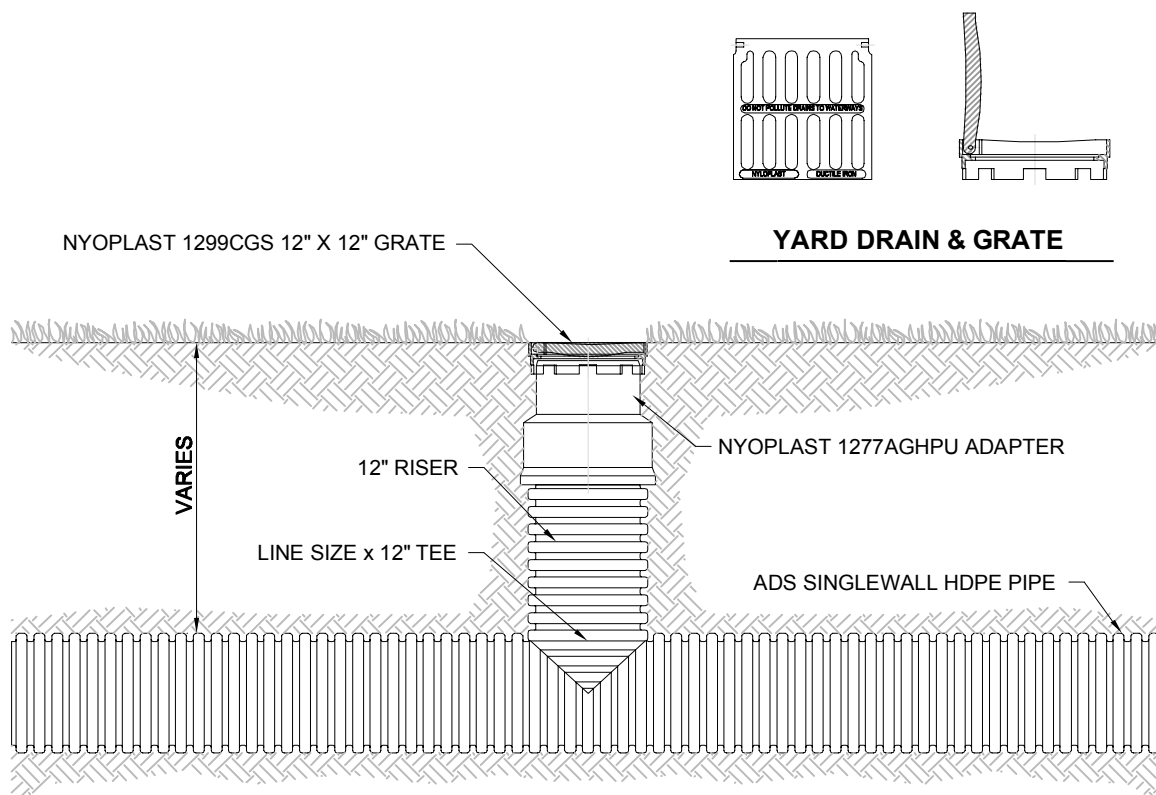 DO NOT POLLUTE DRAINS TO WATERWAYS
NYLOPLAST
DUCTILE IRON
YARD DRAIN & GRATE
NYOPLAST 1299CGS 12" X 12" GRATE
NYOPLAST 1277AGHPU ADAPTER
VARIES
12" RISER
LINE SIZE x 12" TEE
ADS SINGLEWALL HDPE PIPE